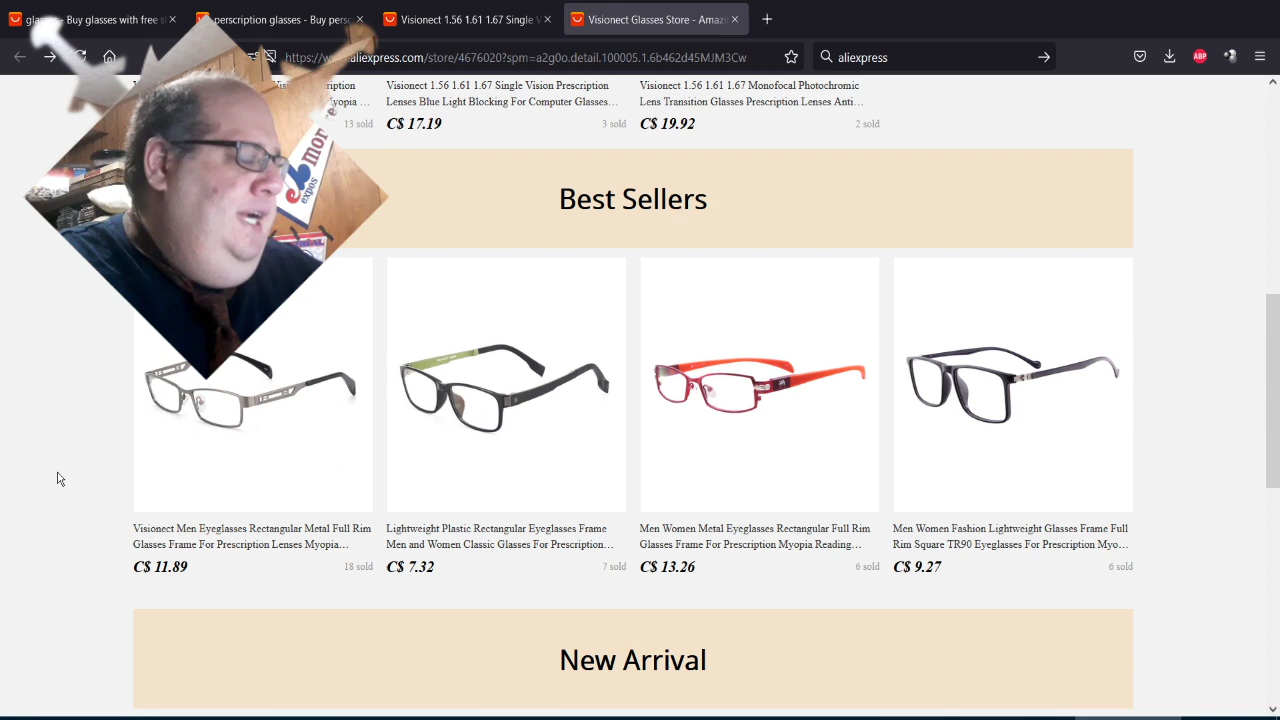 glasses - Buy glasses with free s
perscription glasses - Buy persc
Visionect 1.56 1.61 1.67 Single V
Visionect Glasses Store - Amazi
https://www.aliexpress.com/store/4676020?spm=a2g0o.detail.100005.1.6b462d45MJM3Cw
aliexpress
ABP
Visionect 1.56 1.61 1.67 Single Vision Prescription
Lenses Blue Light Blocking For Computer Glasses…
C$ 17.19
3 sold
Visionect 1.56 1.61 1.67 Monofocal Photochromic
Lens Transition Glasses Prescription Lenses Anti…
C$ 19.92
2 sold
13 sold
expos
Best Sellers
Visionect Men Eyeglasses Rectangular Metal Full Rim
Glasses Frame For Prescription Lenses Myopia…
C$ 11.89
18 sold
Lightweight Plastic Rectangular Eyeglasses Frame
Men and Women Classic Glasses For Prescription…
C$ 7.32
7 sold
Men Women Metal Eyeglasses Rectangular Full Rim
Glasses Frame For Prescription Myopia Reading…
C$ 13.26
6 sold
Men Women Fashion Lightweight Glasses Frame Full
Rim Square TR90 Eyeglasses For Prescription Myo…
C$ 9.27
6 sold
New Arrival